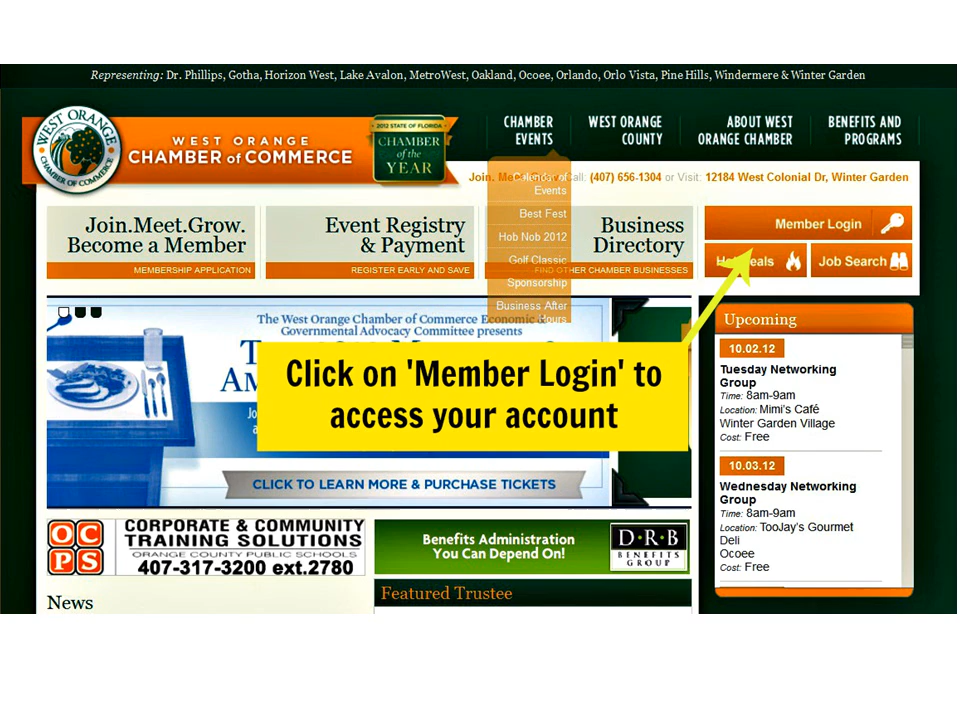 Representing: Dr. Phillips, Gotha, Horizon West, Lake Avalon, MetroWest, Oakland, Ocoee, Orlando, Orlo Vista, Pine Hills, Windermere & Winter Garden
WEST ORANGE
CHAMBER OF COMMERCE
WEST ORANGE
CHAMBER of COMMERCE
2012 STATE OF FLORIDA
CHAMBER
of the
YEAR
CHAMBER
EVENTS
WEST ORANGE
COUNTY
ABOUT WEST
ORANGE CHAMBER
BENEFITS AND
PROGRAMS
Join. Call: (407) 656-1304 or Visit: 12184 West Colonial Dr, Winter Garden
Calendar of
Events
Best Fest
Hob Nob 2012
Golf Classic
Sponsorship
Business After
Hours
Join.Meet.Grow.
Become a Member
MEMBERSHIP APPLICATION
Event Registry
& Payment
REGISTER EARLY AND SAVE
Business
Directory
FIND OTHER CHAMBER BUSINESSES
Member Login
Job Search
The West Orange Chamber of Commerce Economic &
Governmental Advocacy Committee presents
Click on 'Member Login' to
access your account
CLICK TO LEARN MORE & PURCHASE TICKETS
Upcoming
10.02.12
Tuesday Networking
Group
Time: 8am-9am
Location: Mimi's Café
Winter Garden Village
Cost: Free
10.03.12
Wednesday Networking
Group
Time: 8am-9am
Location: TooJay's Gourmet
Deli
Ocoee
Cost: Free
OCPS
CORPORATE & COMMUNITY
TRAINING SOLUTIONS
ORANGE COUNTY PUBLIC SCHOOLS
407-317-3200 ext.2780
Benefits Administration
You Can Depend On!
D·R·B
BENEFITS
GROUP
News
Featured Trustee